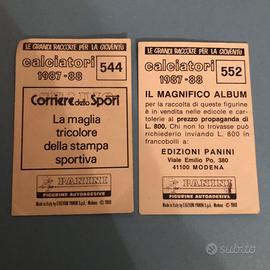 LE GRANDI RACCOLTE PER LA GIOVENTÙ
calciatori
1987-88
544
Corriere dello Sport
La maglia
tricolore
della stampa
sportiva
PANINI
FIGURINE AUTOADESIVE
LE GRANDI RACCOLTE PER LA GIOVENTÙ
calciatori
1987-88
552
IL MAGNIFICO ALBUM
per la raccolta di queste figurine
è in vendita nelle edicole e car-
tolerie al prezzo propaganda di
L. 800. Chi non lo trovasse può
richiederlo inviando L. 800 in
francobolli a:
EDIZIONI PANINI
Viale Emilio Po, 380
41100 MODENA
PANINI
FIGURINE AUTOADESIVE
subito